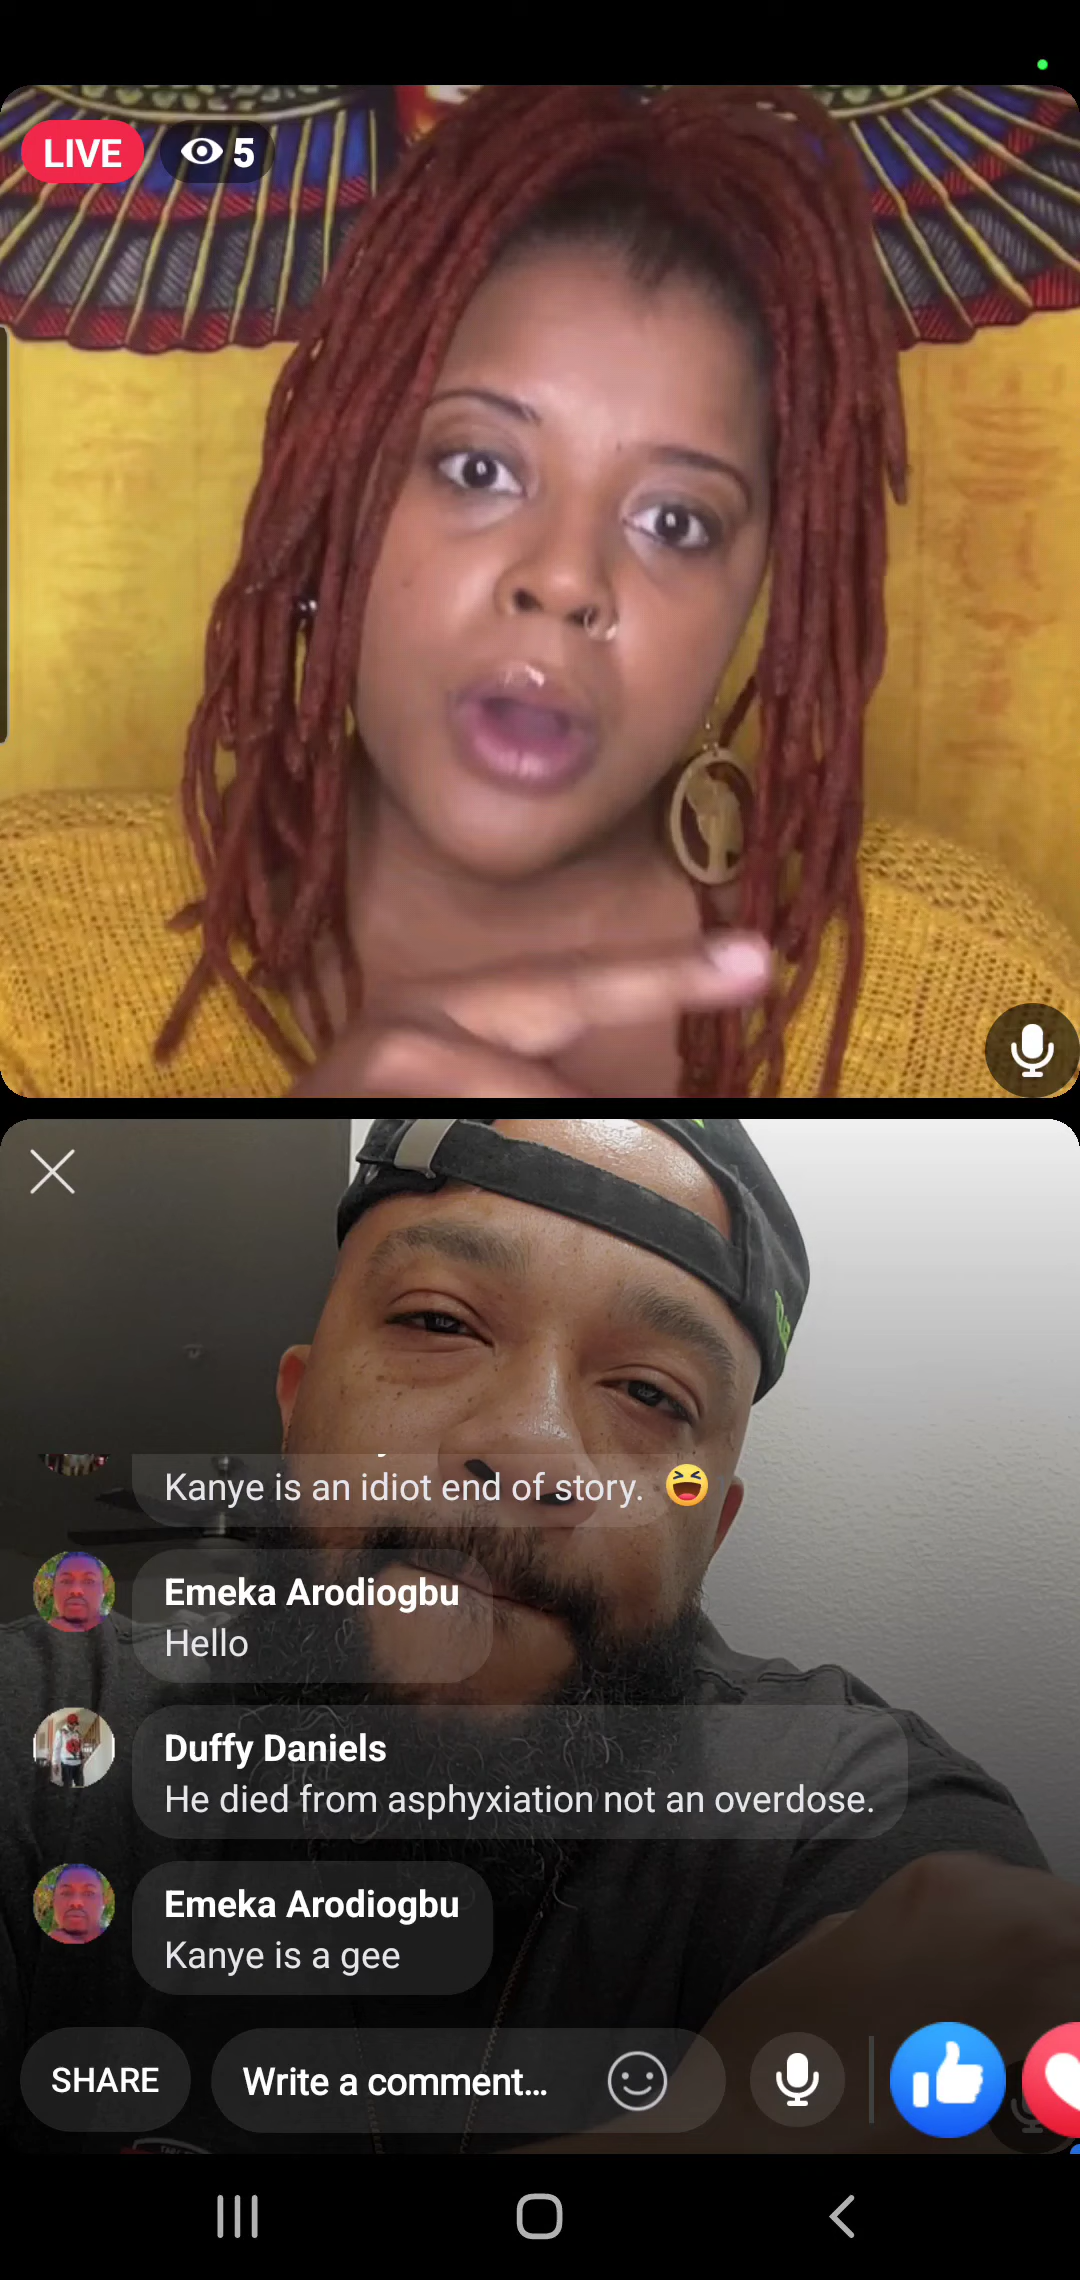 LIVE 5
Kanye is an idiot end of story. 😆
Emeka Arodiogbu
Hello
Duffy Daniels
He died from asphyxiation not an overdose.
Emeka Arodiogbu
Kanye is a gee
SHARE Write a comment...